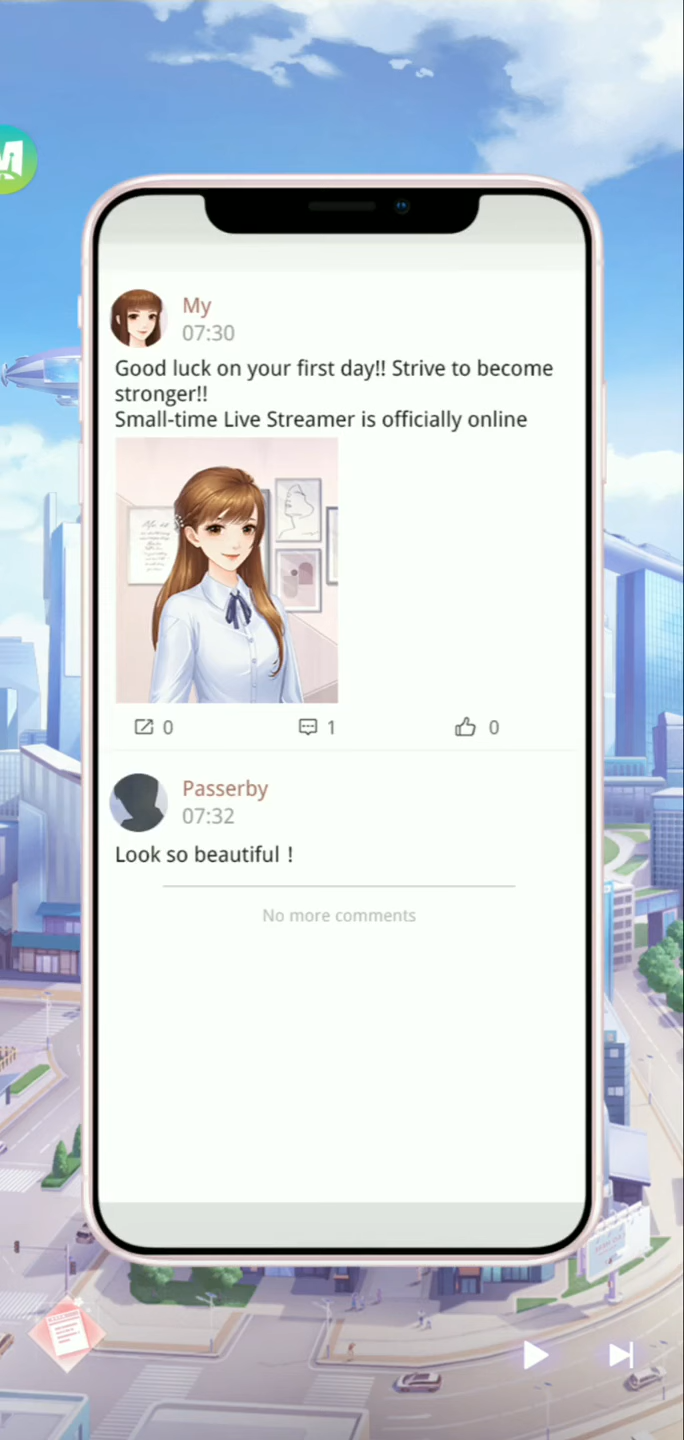 My
07:30
Good luck on your first day!! Strive to become
stronger!!
Small-time Live Streamer is officially online
0
1
0
Passerby
07:32
Look so beautiful !
No more comments